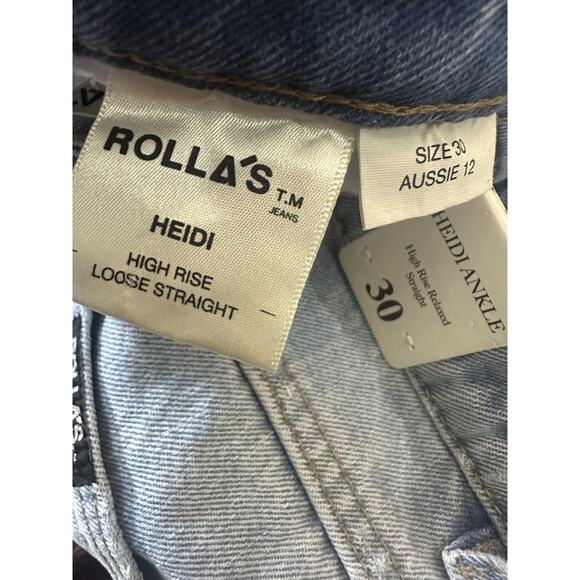 ROLLA'S T.M
JEANS
HEIDI
HIGH RISE
LOOSE STRAIGHT
SIZE 30
AUSSIE 12
HEIDI ANKLE
High Rise Relaxed
Straight
30